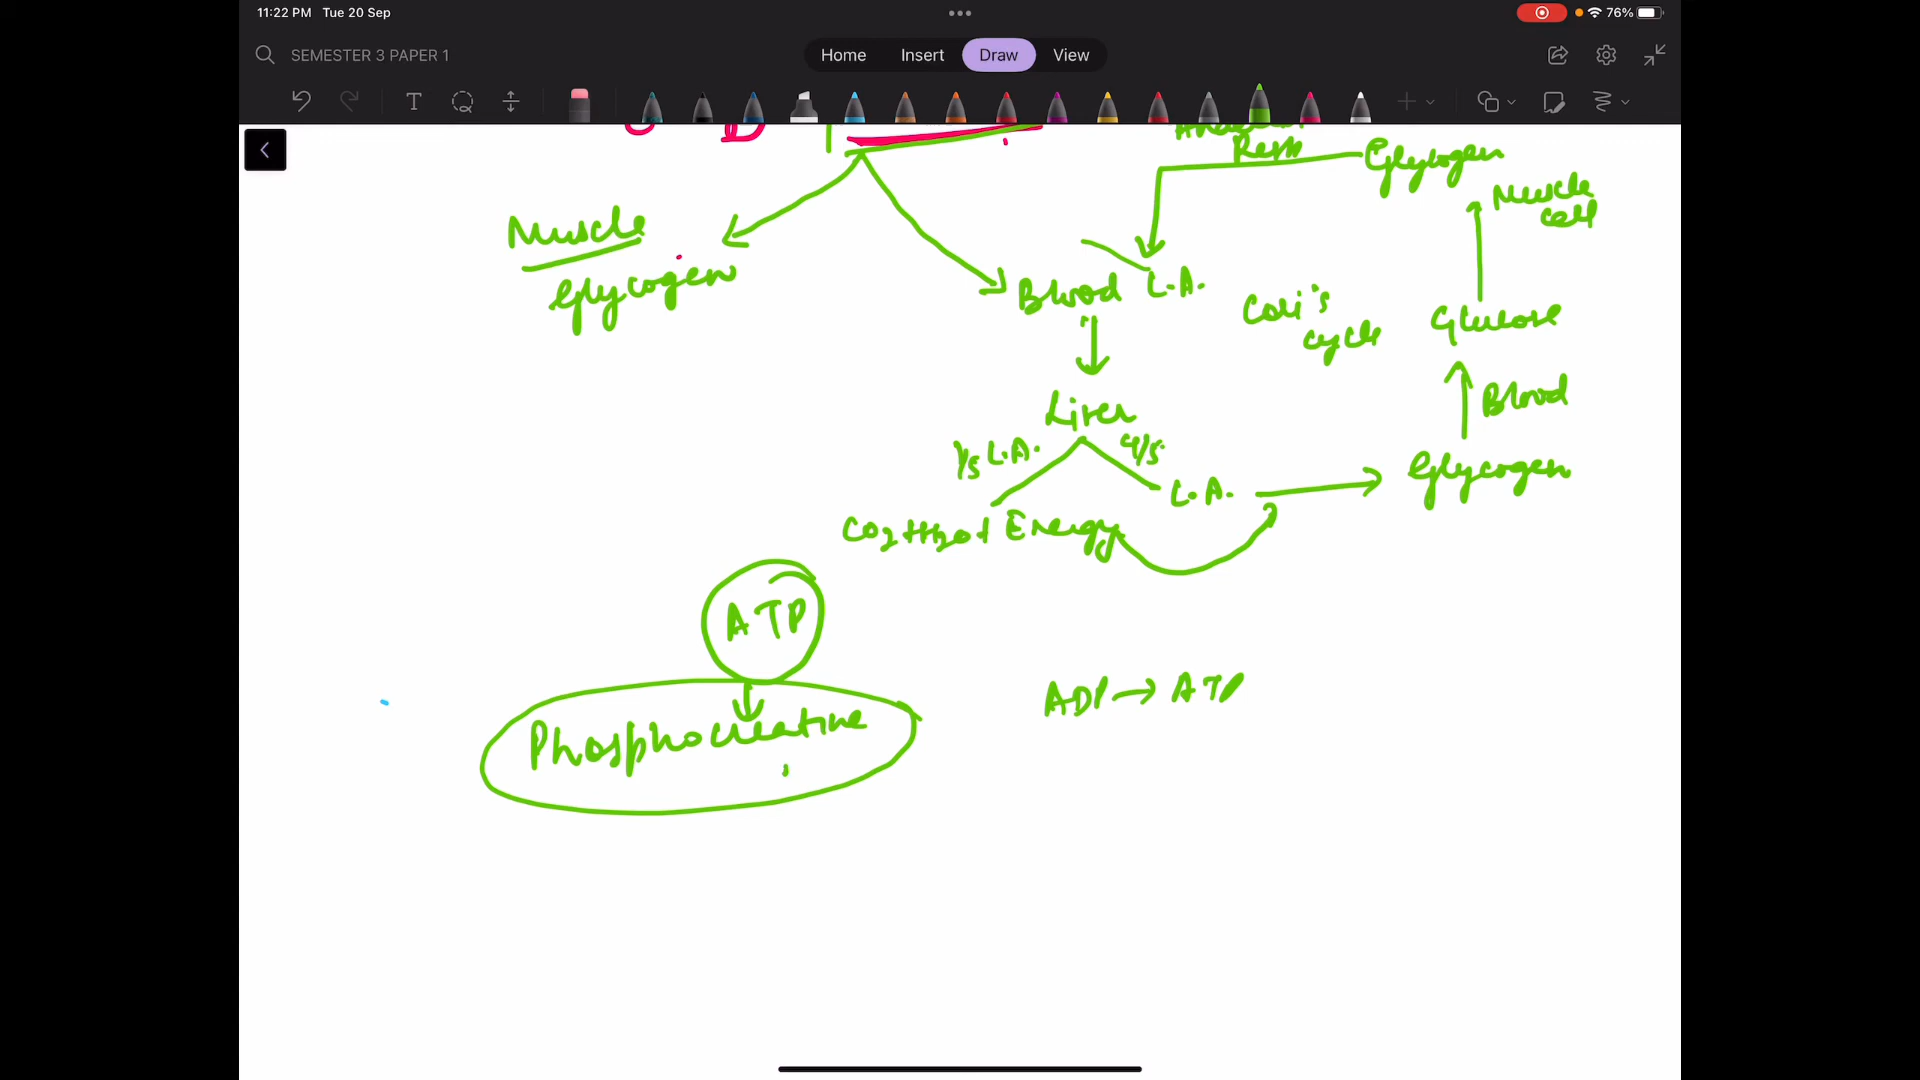 11:22 PM Tue 20 Sep
76%
SEMESTER 3 PAPER 1
Home Insert Draw View
T
Resp
Glycogen
Muscle
cell
Muscle
Glycogen
Blood L.A.
Cori's
cycle
Glucose
Blood
Liver
1/5 L.A.
4/5
L.A.
Glycogen
CO2+H2O+ Energy
ATP
Phosphocreatine
ADP → ATP